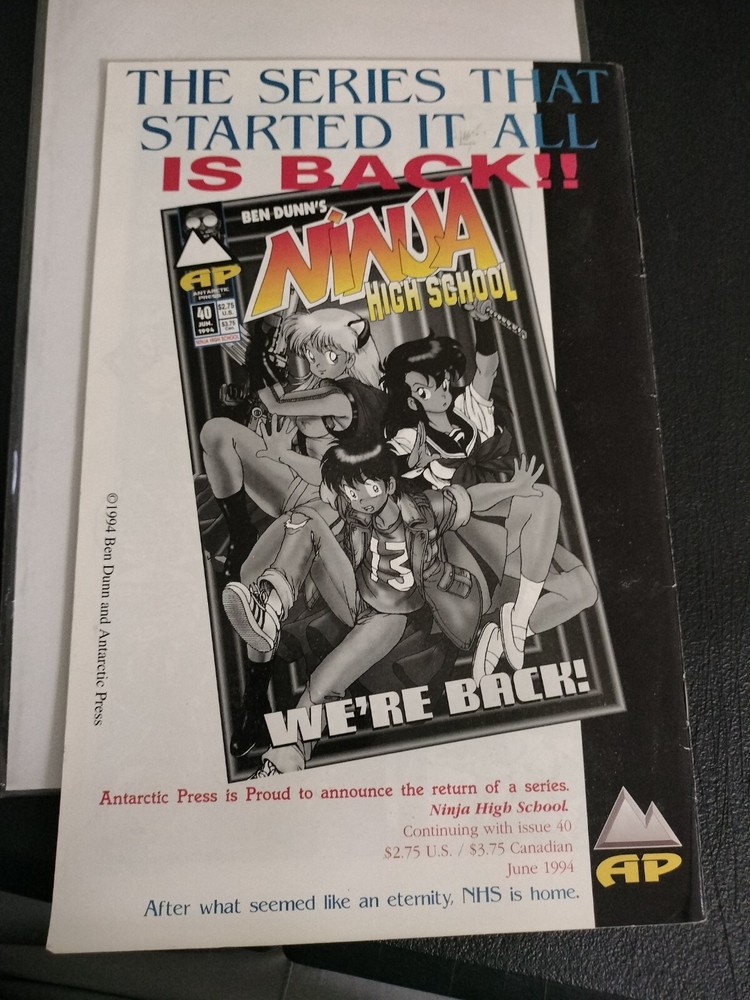 THE SERIES THAT
STARTED IT ALL
IS BACK!!
BEN DUNN'S
NINJA
HIGH SCHOOL
AP
ANTARCTIC
PRESS
40
JUN.
1994
$2.75
U.S.
$3.75
Can.
NINJA HIGH SCHOOL
13
WE'RE BACK!
©1994 Ben Dunn and Antarctic Press
Antarctic Press is Proud to announce the return of a series.
Ninja High School.
Continuing with issue 40
$2.75 U.S. / $3.75 Canadian
June 1994
After what seemed like an eternity, NHS is home.
AP